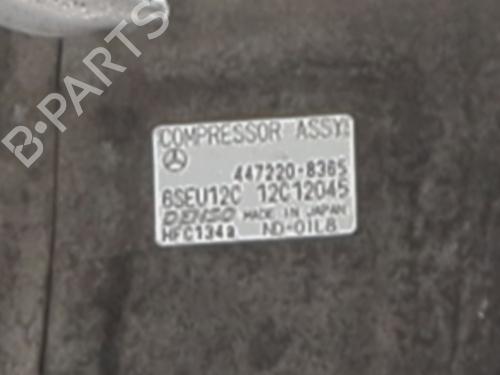 COMPRESSOR ASSY
447220-8365
6SEU12C 12C12045
DENSO MADE IN JAPAN
HFC134a ND-OIL8
B-PARTS